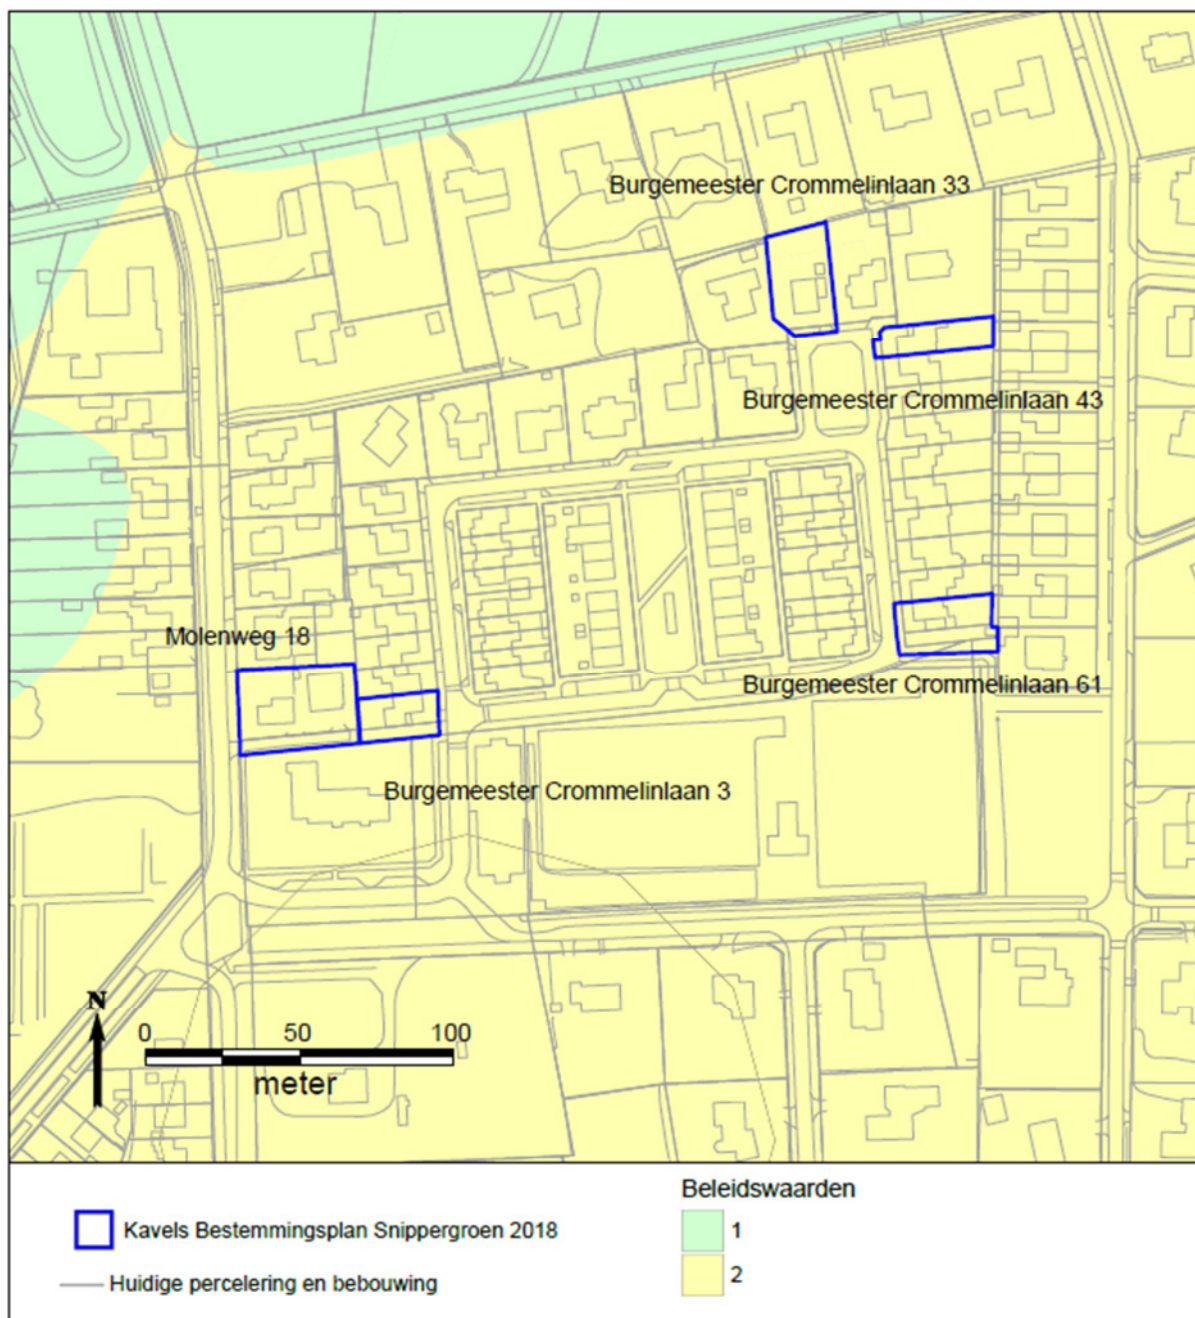 Burgemeester Crommelinlaan 33
Burgemeester Crommelinlaan 43
Molenweg 18
Burgemeester Crommelinlaan 61
Burgemeester Crommelinlaan 3
N
0 50 100
meter
Beleidswaarden
Kavels Bestemmingsplan Snippergroen 2018
1
Huidige percelering en bebouwing
2